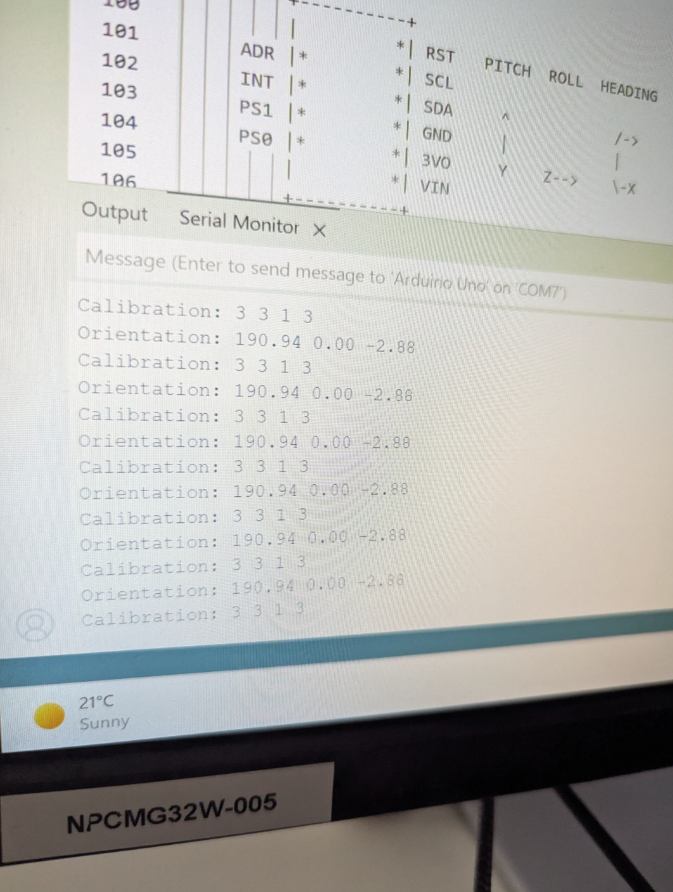 100
101
102 ADR |* *| RST PITCH ROLL HEADING
103 INT |* *| SCL
104 PS1 |* *| SDA ^ /->
105 PS0 |* *| GND | |
106 | *| 3VO Y Z--> \-X
*| VIN
+----------+
Output Serial Monitor ×
Message (Enter to send message to 'Arduino Uno' on 'COM7')
Calibration: 3 3 1 3
Orientation: 190.94 0.00 -2.88
Calibration: 3 3 1 3
Orientation: 190.94 0.00 -2.88
Calibration: 3 3 1 3
Orientation: 190.94 0.00 -2.88
Calibration: 3 3 1 3
Orientation: 190.94 0.00 -2.88
Calibration: 3 3 1 3
Orientation: 190.94 0.00 -2.88
Calibration: 3 3 1 3
Orientation: 190.94 0.00 -2.88
Calibration: 3 3 1 3
21°C
Sunny
NPCMG32W-005